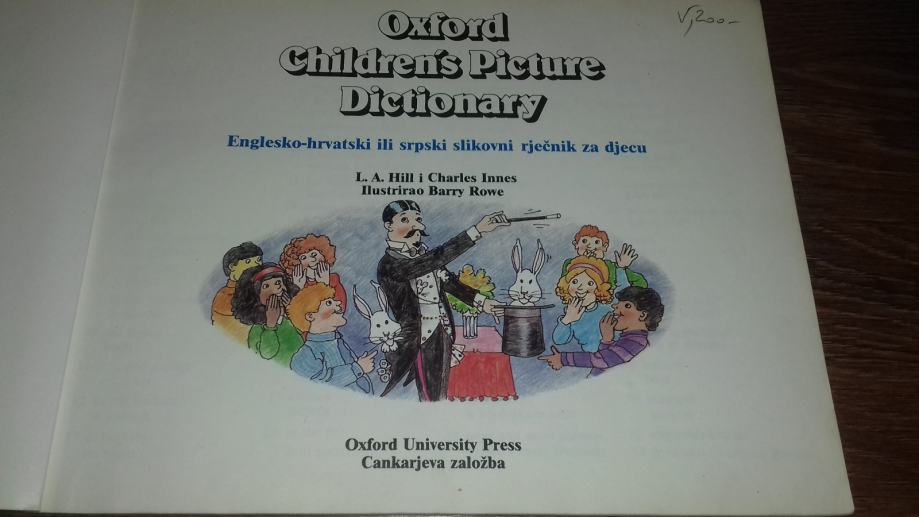 V,200-
Oxford
Children's Picture
Dictionary
Englesko-hrvatski ili srpski slikovni rječnik za djecu
L. A. Hill i Charles Innes
Ilustrirao Barry Rowe
Oxford University Press
Cankarjeva založba